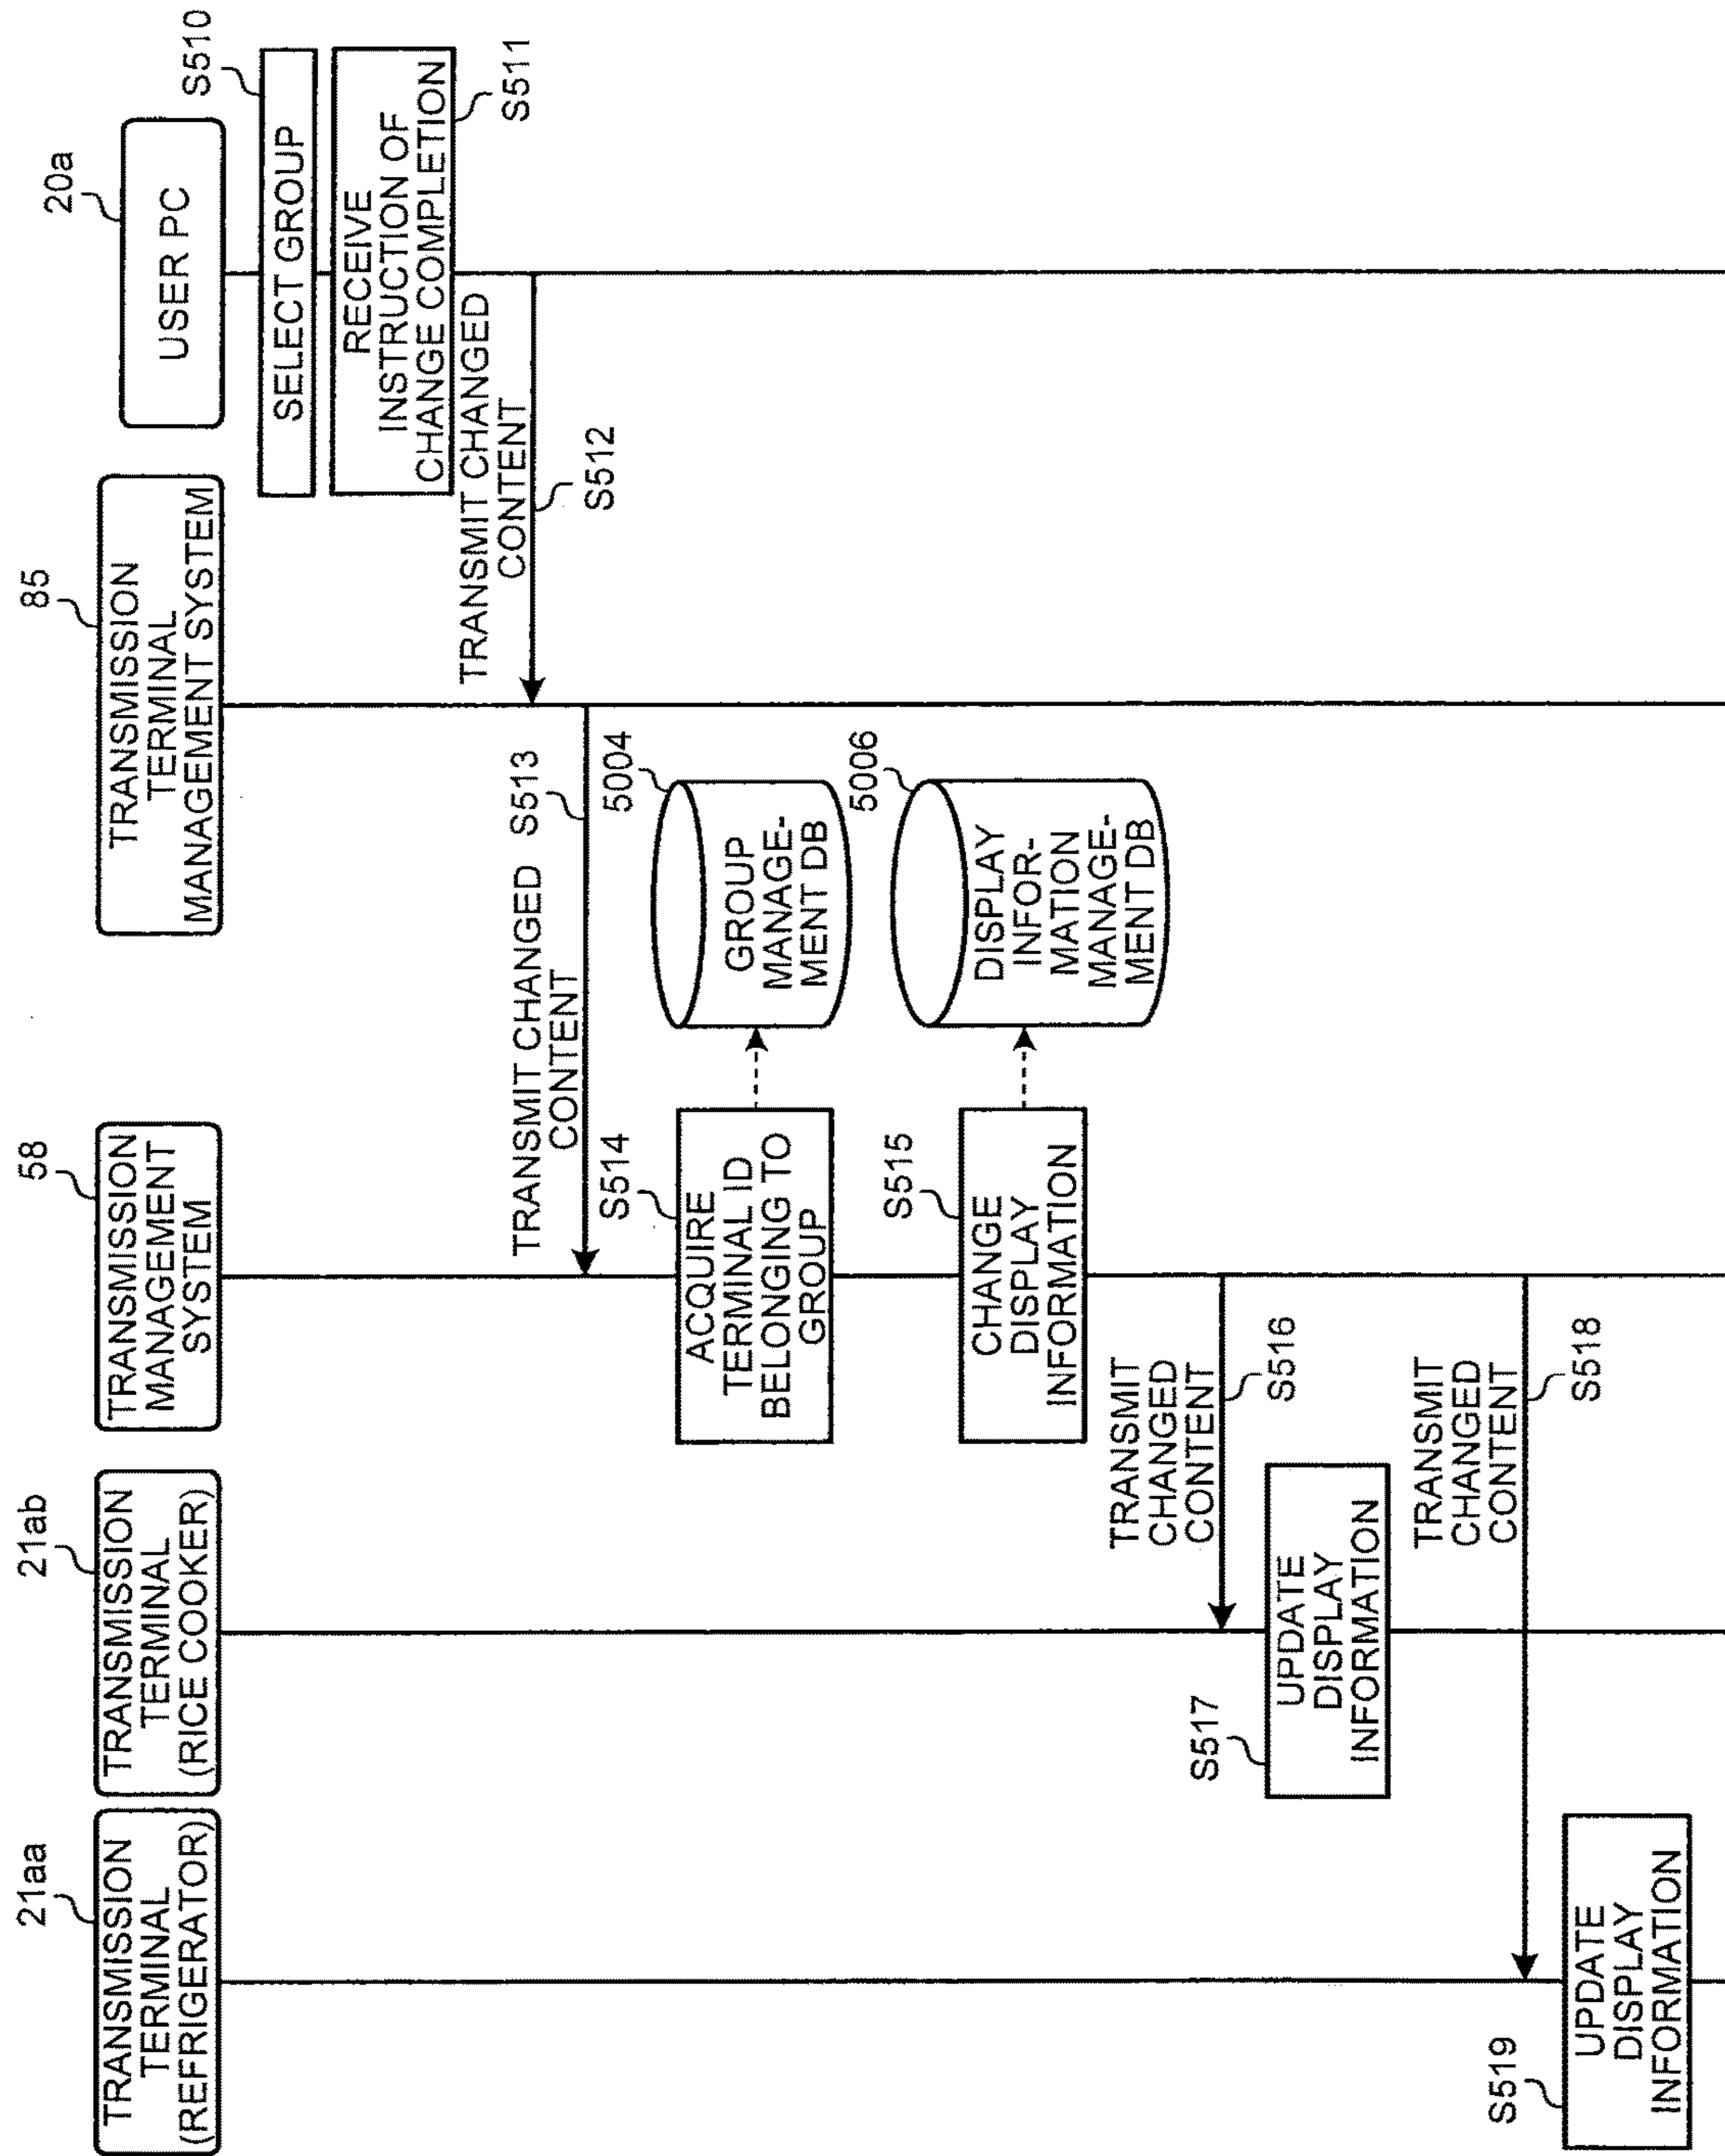 21aa
TRANSMISSION
TERMINAL
(REFRIGERATOR)
21ab
TRANSMISSION
TERMINAL
(RICE COOKER)
58
TRANSMISSION
MANAGEMENT
SYSTEM
85
TRANSMISSION
TERMINAL
MANAGEMENT SYSTEM
20a
USER PC
S510
SELECT GROUP
RECEIVE
INSTRUCTION OF
CHANGE COMPLETION
S511
TRANSMIT CHANGED
CONTENT
S512
TRANSMIT CHANGED
CONTENT
S513
S514
ACQUIRE
TERMINAL ID
BELONGING TO
GROUP
5004
GROUP
MANAGE-
MENT DB
S515
CHANGE
DISPLAY
INFORMATION
5006
DISPLAY
INFOR-
MATION
MANAGE-
MENT DB
TRANSMIT
CHANGED
CONTENT
S516
S517
UPDATE
DISPLAY
INFORMATION
TRANSMIT
CHANGED
CONTENT
S518
S519
UPDATE
DISPLAY
INFORMATION